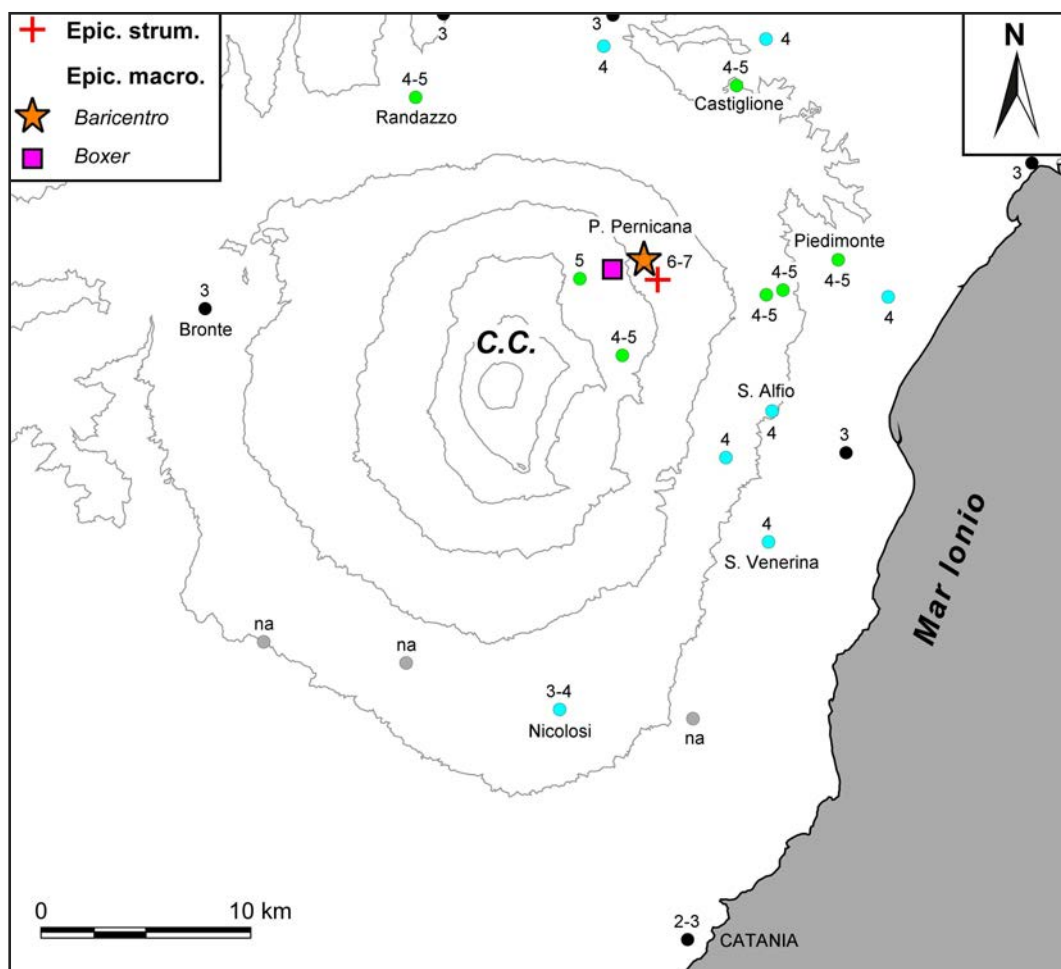 Epic. strum.
Epic. macro.
Baricentro
Boxer
N
3
3
4
4
4-5
Randazzo
4-5
Castiglione
3
P. Pernicana
6-7
5
Piedimonte
4-5
4-5
4-5
4
3
Bronte
4-5
C.C.
S. Alfio
4
4
3
4
S. Venerina
Mar Ionio
na
na
3-4
Nicolosi
na
0 10 km
2-3
CATANIA